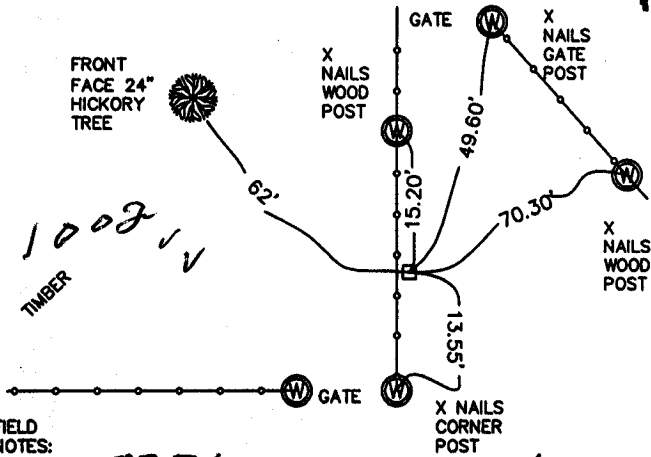 GATE
X
NAILS
GATE
POST
FRONT
FACE 24"
HICKORY
TREE
X
NAILS
WOOD
POST
W
W
W
49.60'
15.20'
62'
70.30'
X
NAILS
WOOD
POST
TIMBER
13.55'
W
GATE
W
X NAILS
CORNER
POST
FIELD
NOTES: